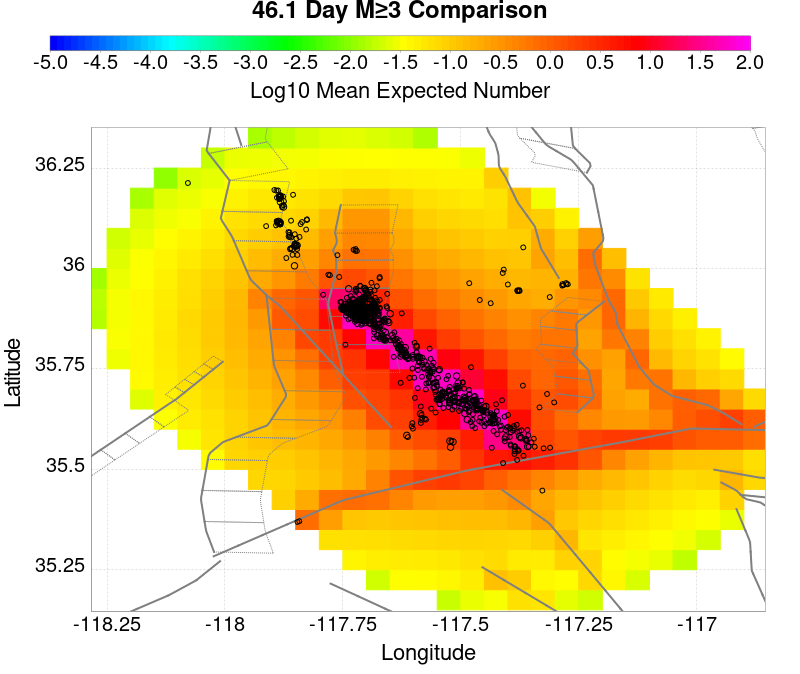 46.1 Day M≥3 Comparison
-5.0 -4.5 -4.0 -3.5 -3.0 -2.5 -2.0 -1.5 -1.0 -0.5 0.0 0.5 1.0 1.5 2.0
Log10 Mean Expected Number
36.25
36
35.75
35.5
35.25
Latitude
-118.25 -118 -117.75 -117.5 -117.25 -117
Longitude